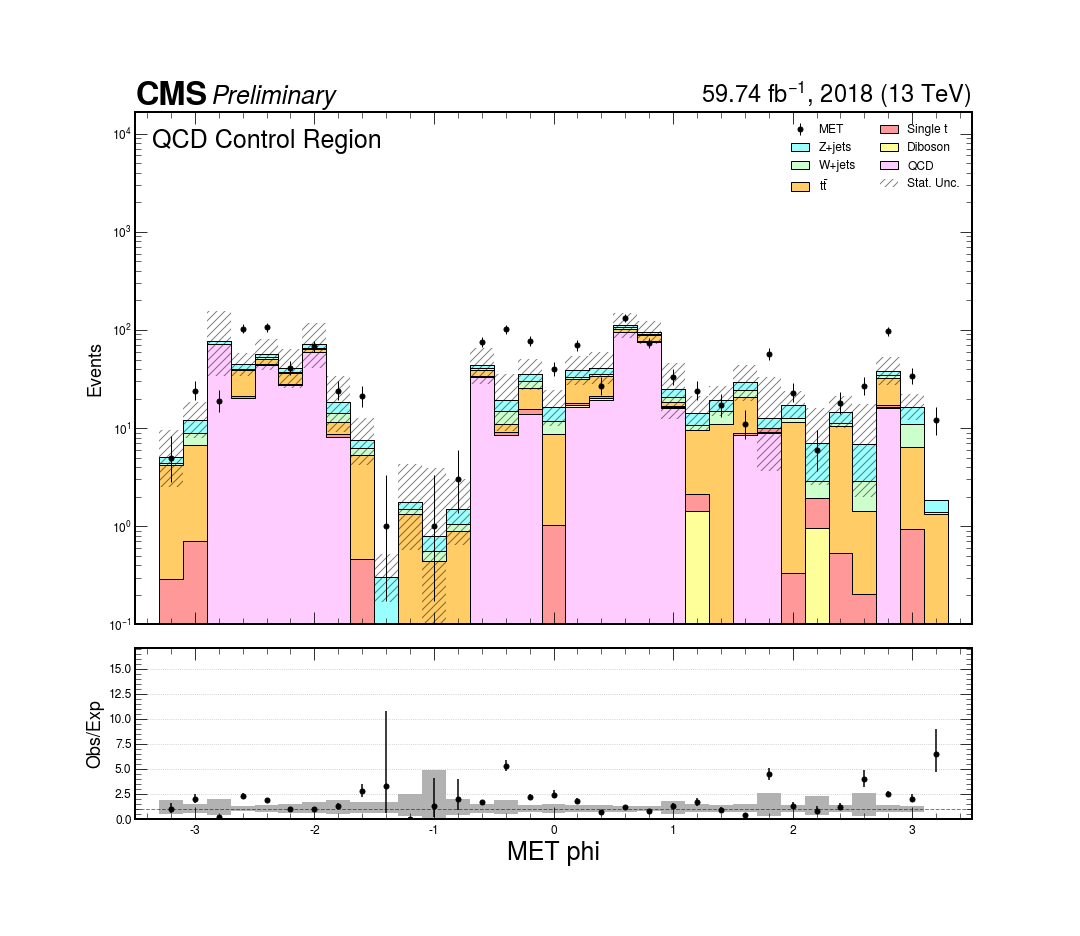 CMS Preliminary
59.74 fb⁻¹, 2018 (13 TeV)
QCD Control Region
MET
Z+jets
W+jets
tt̄
Single t
Diboson
QCD
Stat. Unc.
Events
10⁴
10³
10²
10¹
10⁰
10⁻¹
Obs/Exp
15.0
12.5
10.0
7.5
5.0
2.5
0.0
-3 -2 -1 0 1 2 3
MET phi